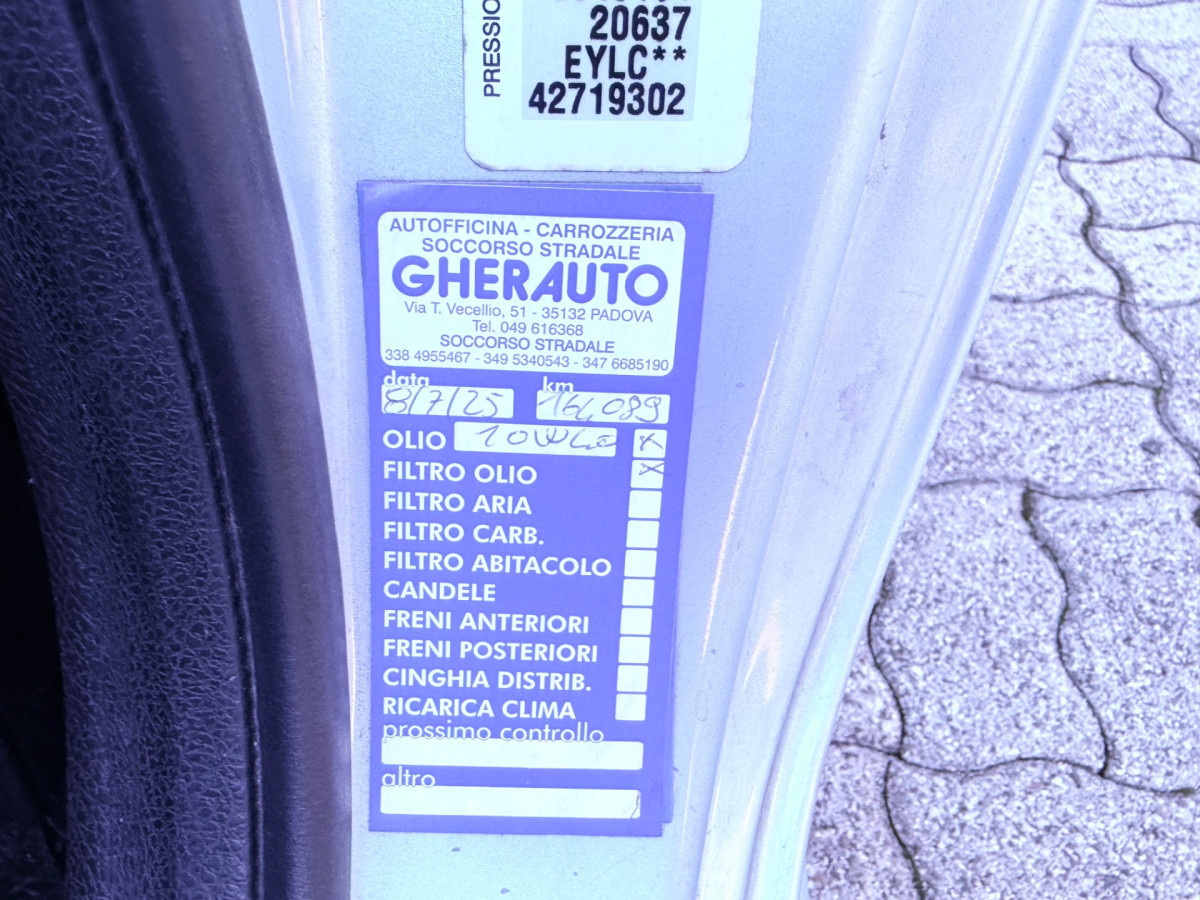 PRESSIO
20637
EYLC**
42719302
AUTOFFICINA - CARROZZERIA
SOCCORSO STRADALE
GHERAUTO
Via T. Vecellio, 51 - 35132 PADOVA
Tel. 049 616368
SOCCORSO STRADALE
338 4955467 - 349 5340543 - 347 6685190
data km
8/7/25 164089
OLIO 10W40 X
FILTRO OLIO X
FILTRO ARIA
FILTRO CARB.
FILTRO ABITACOLO
CANDELE
FRENI ANTERIORI
FRENI POSTERIORI
CINGHIA DISTRIB.
RICARICA CLIMA
prossimo controllo
altro